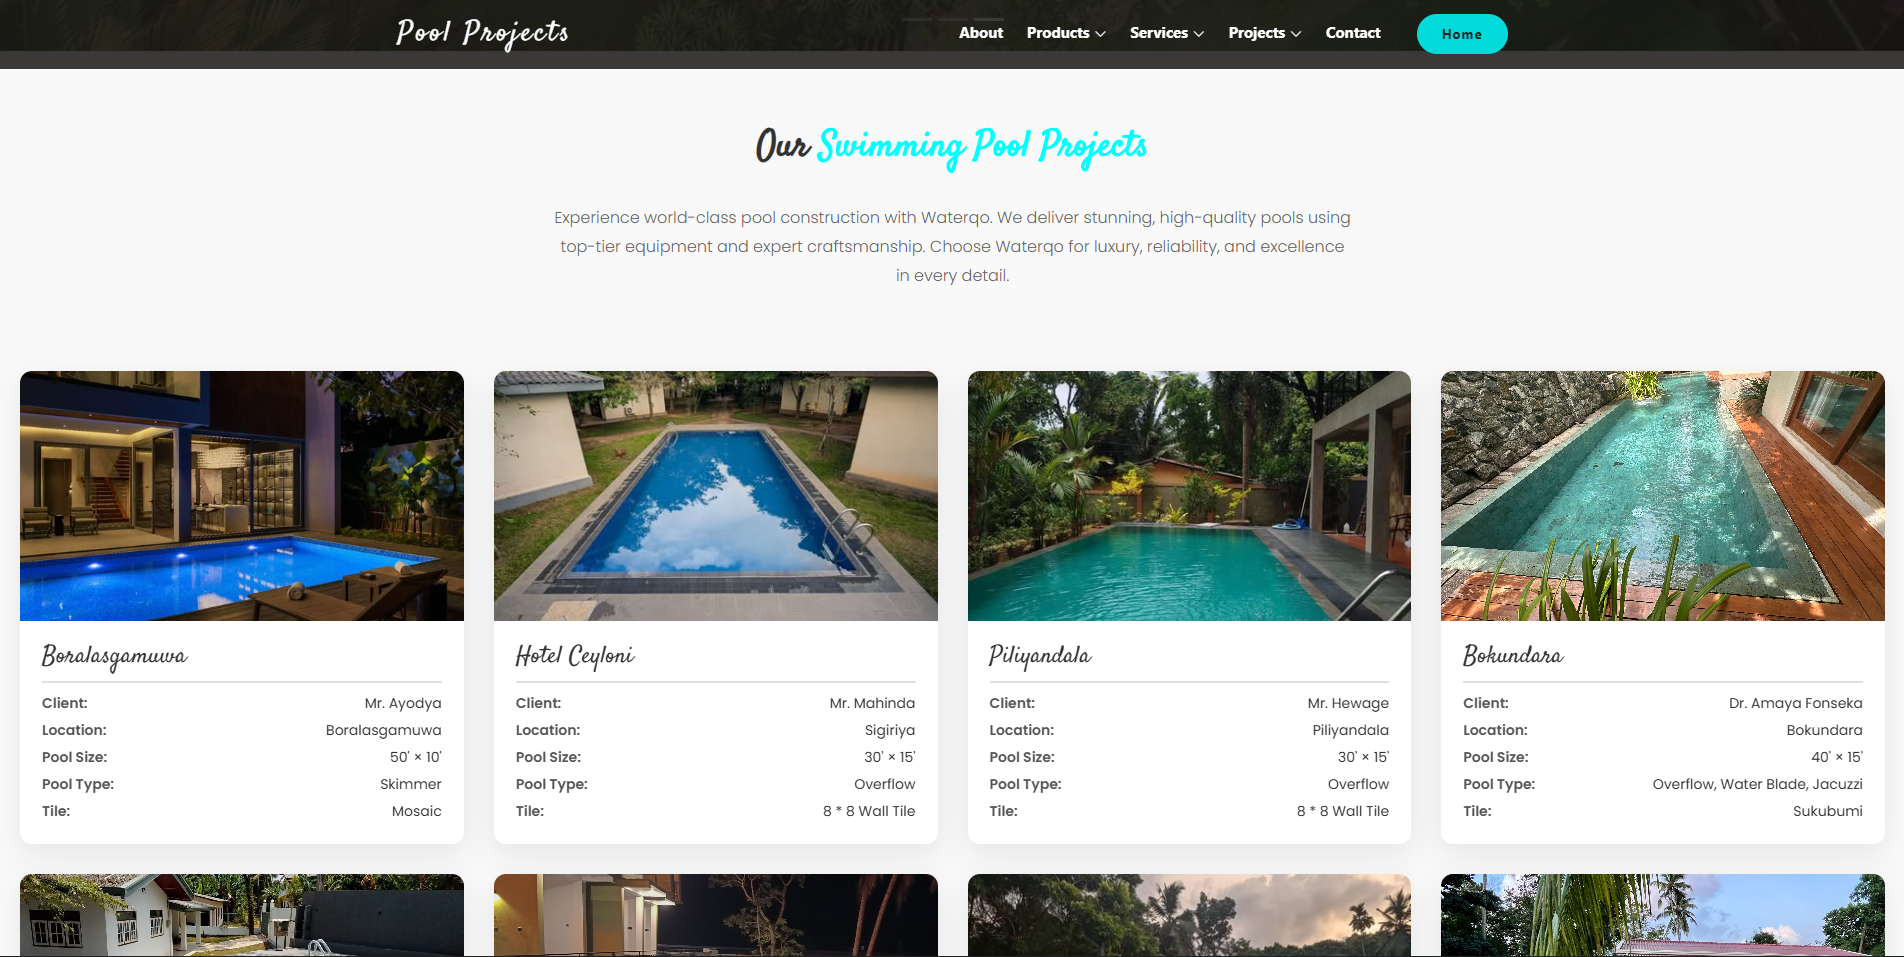 Pool Projects
About Products Services Projects Contact Home
Our Swimming Pool Projects
Experience world-class pool construction with Waterqo. We deliver stunning, high-quality pools using
top-tier equipment and expert craftsmanship. Choose Waterqo for luxury, reliability, and excellence
in every detail.
Boralasgamuwa
Client: Mr. Ayodya
Location: Boralasgamuwa
Pool Size: 50' × 10'
Pool Type: Skimmer
Tile: Mosaic
Hotel Ceyloni
Client: Mr. Mahinda
Location: Sigiriya
Pool Size: 30' × 15'
Pool Type: Overflow
Tile: 8 * 8 Wall Tile
Piliyandala
Client: Mr. Hewage
Location: Piliyandala
Pool Size: 30' × 15'
Pool Type: Overflow
Tile: 8 * 8 Wall Tile
Bokundara
Client: Dr. Amaya Fonseka
Location: Bokundara
Pool Size: 40' × 15'
Pool Type: Overflow, Water Blade, Jacuzzi
Tile: Sukubumi